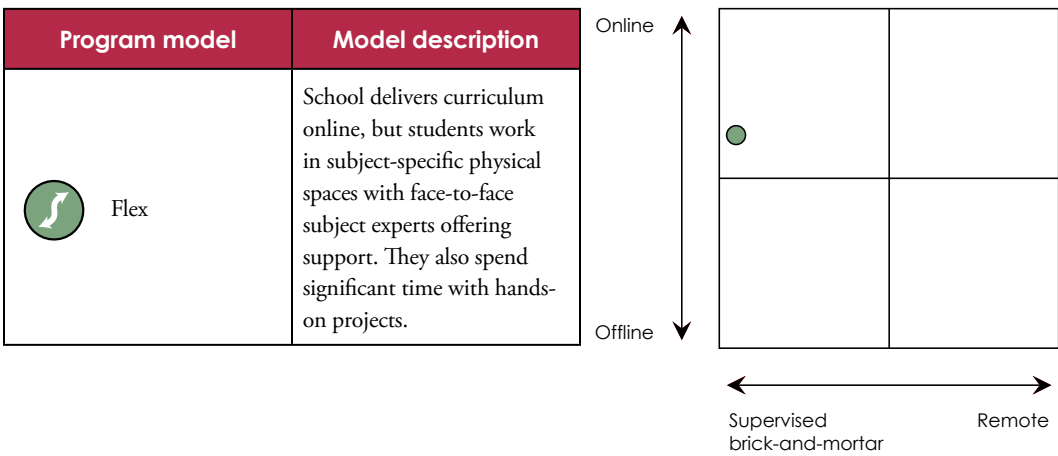 Program model
Model description
Flex
School delivers curriculum
online, but students work
in subject-specific physical
spaces with face-to-face
subject experts offering
support. They also spend
significant time with hands-
on projects.
Online
Offline
Supervised
brick-and-mortar
Remote